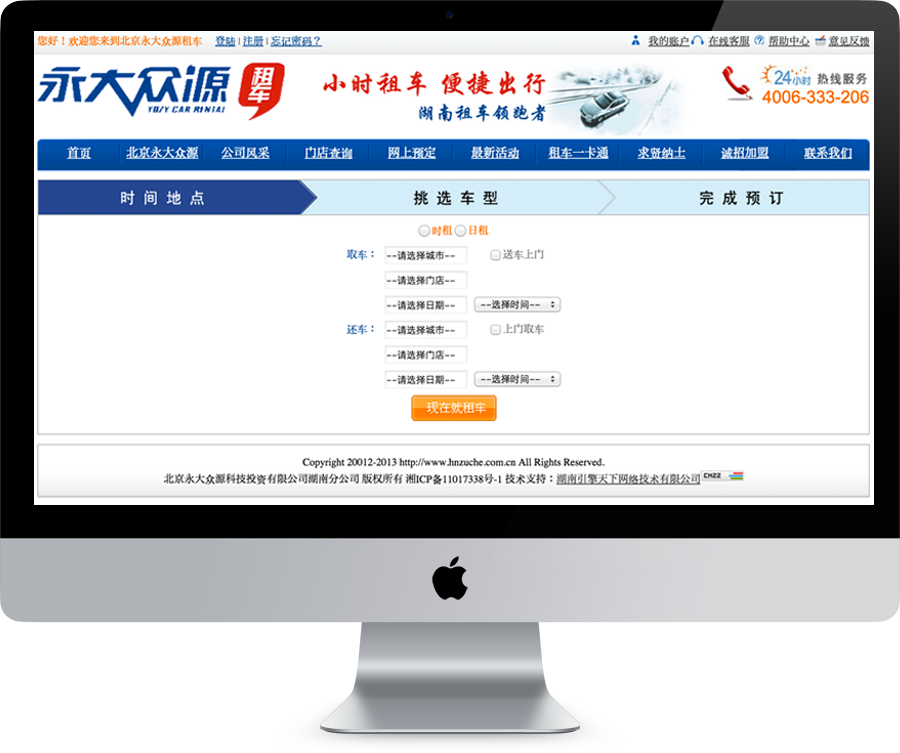 您好！欢迎您来到北京永大众源租车 登陆 | 注册 | 忘记密码？ 我的账户 在线客服 帮助中心 意见反馈
永大众源 租车
YDZY CAR RENTAL
小时租车 便捷出行
湖南租车领跑者
24小时 热线服务
4006-333-206
首页 北京永大众源 公司风采 门店查询 网上预定 最新活动 租车一卡通 求贤纳士 诚招加盟 联系我们
时间地点 挑选车型 完成预订
时租 日租
取车： --请选择城市-- 送车上门
--请选择门店--
--请选择日期-- --选择时间--
还车： --请选择城市-- 上门取车
--请选择门店--
--请选择日期-- --选择时间--
现在就租车
Copyright 20012-2013 http://www.hnzuche.com.cn All Rights Reserved.
北京永大众源科技投资有限公司湖南分公司 版权所有 湘ICP备11017338号-1 技术支持：湖南引擎天下网络技术有限公司 CNZZ